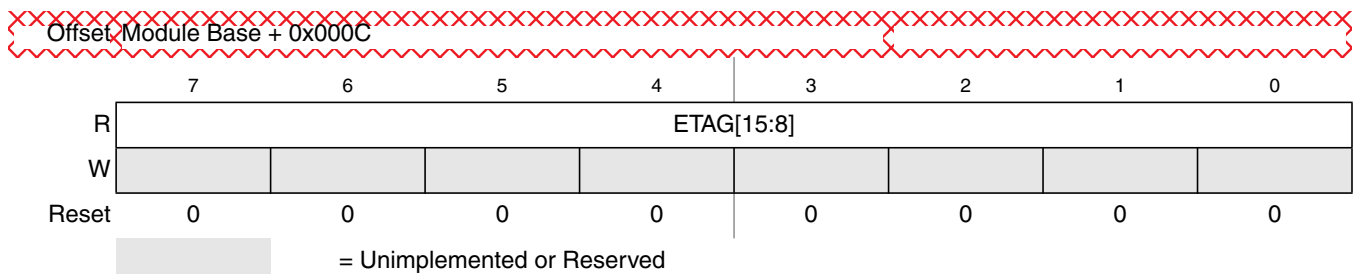 Offset Module Base + 0x000C
7 6 5 4 3 2 1 0
R ETAG[15:8]
W
Reset 0 0 0 0 0 0 0 0
= Unimplemented or Reserved